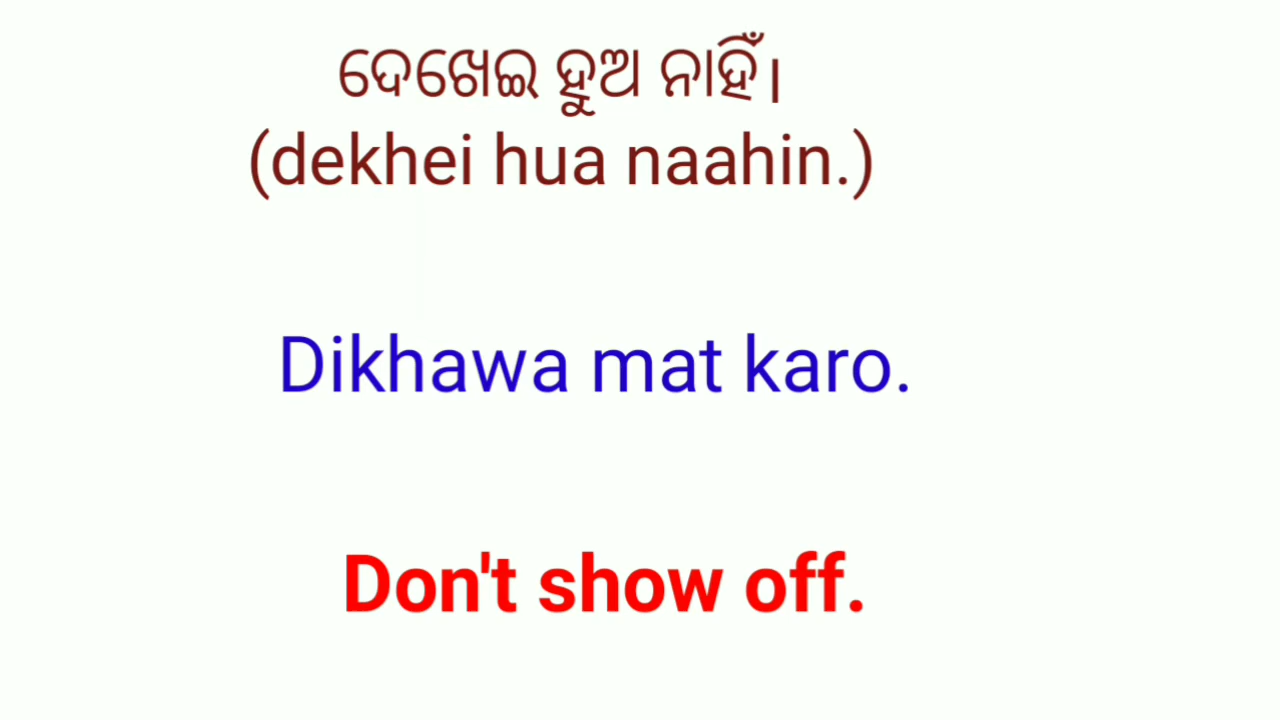 ଦେଖେଇ ହୁଅ ନାହିଁ।
(dekhei hua naahin.)
Dikhawa mat karo.
Don't show off.